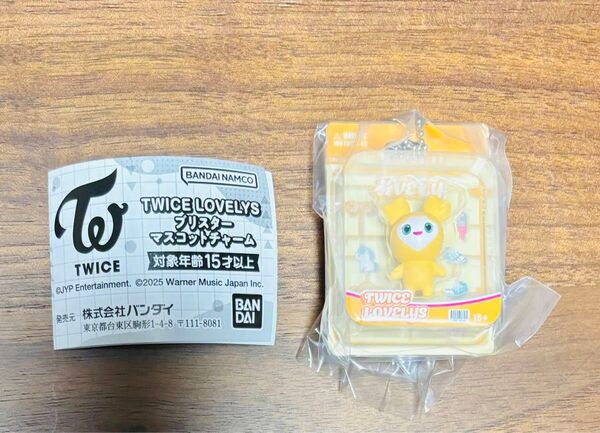 TWICE
BANDAI NAMCO
TWICE LOVELYS
ブリスター
マスコットチャーム
対象年齢15才以上
©JYP Entertainment. ©2025 Warner Music Japan Inc.
発売元 株式会社バンダイ
東京都台東区駒形1-4-8 〒111-8081
BAN
DAI
WARNING
TWICE
LOVELYS
15+